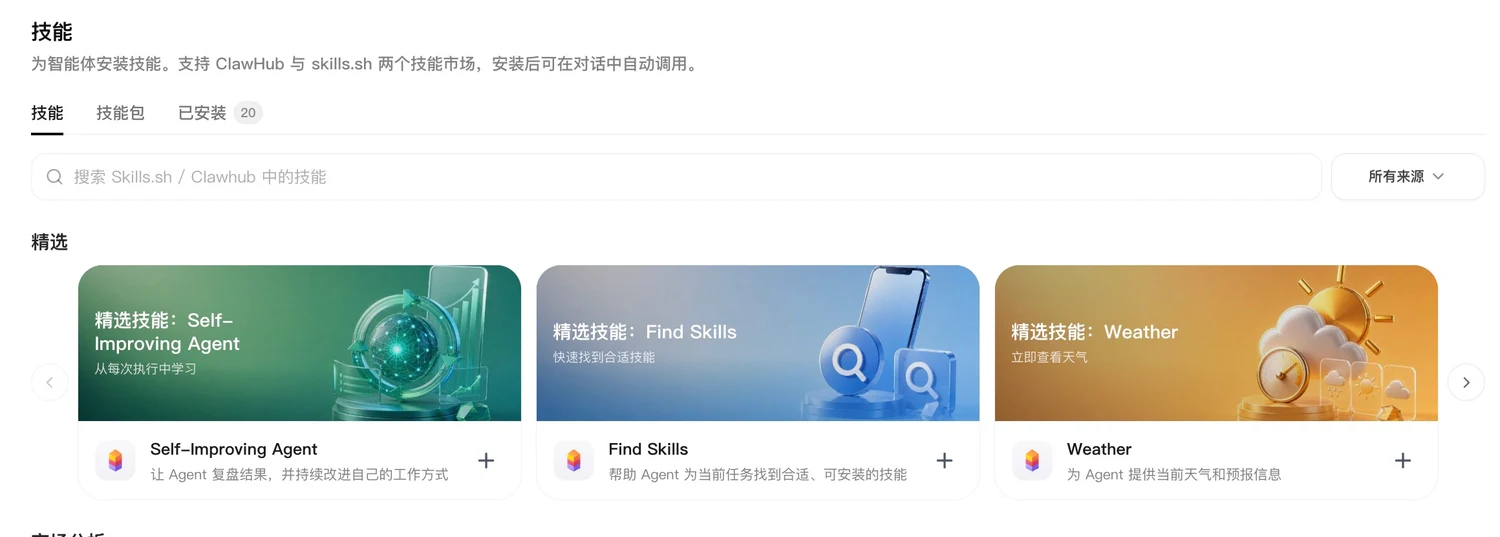 技能
为智能体安装技能。支持 ClawHub 与 skills.sh 两个技能市场，安装后可在对话中自动调用。
技能 技能包 已安装 20
搜索 Skills.sh / Clawhub 中的技能
所有来源
精选
精选技能：Self-
Improving Agent
从每次执行中学习
Self-Improving Agent
让 Agent 复盘结果，并持续改进自己的工作方式
精选技能：Find Skills
快速找到合适技能
Find Skills
帮助 Agent 为当前任务找到合适、可安装的技能
精选技能：Weather
立即查看天气
Weather
为 Agent 提供当前天气和预报信息